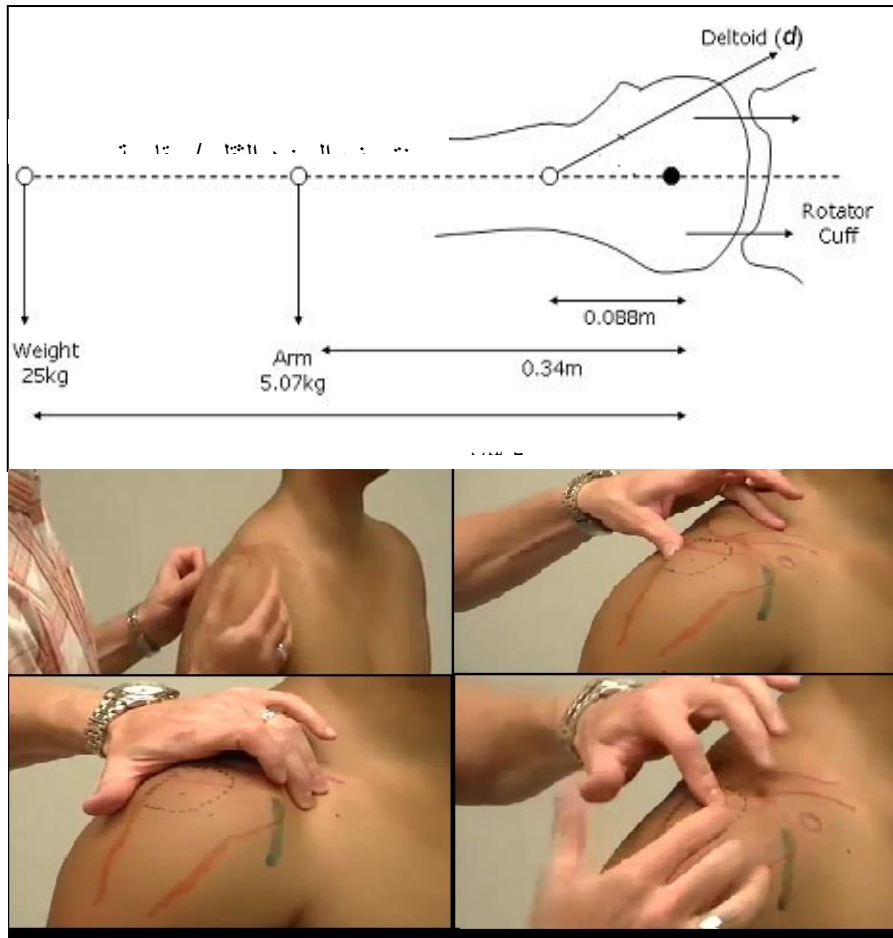 Deltoid (d)
Rotator
Cuff
0.088m
Weight
25kg
Arm
5.07kg
0.34m